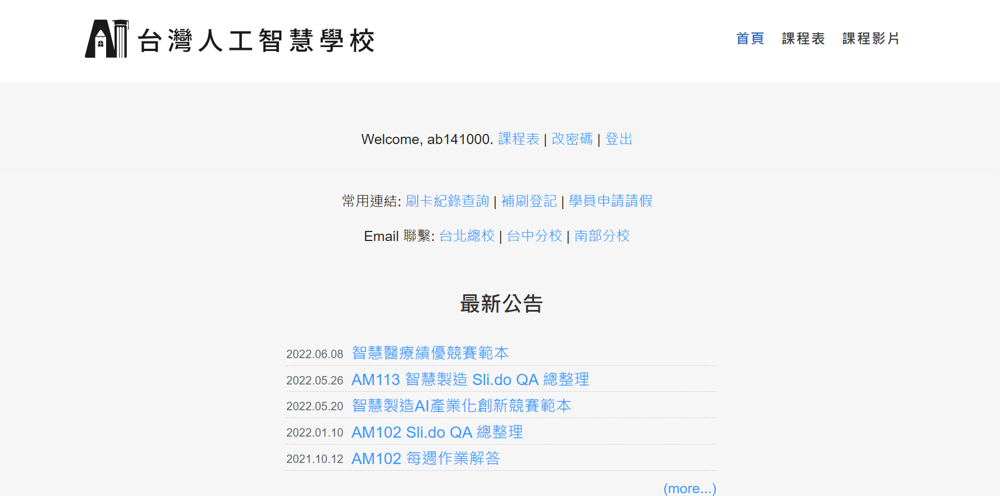 台灣人工智慧學校
首頁 課程表 課程影片
Welcome, ab141000. 課程表 | 改密碼 | 登出
常用連結: 刷卡紀錄查詢 | 補刷登記 | 學員申請請假
Email 聯繫: 台北總校 | 台中分校 | 南部分校
最新公告
2022.06.08 智慧醫療績優競賽範本
2022.05.26 AM113 智慧製造 Sli.do QA 總整理
2022.05.20 智慧製造AI產業化創新競賽範本
2022.01.10 AM102 Sli.do QA 總整理
2021.10.12 AM102 每週作業解答
(more...)